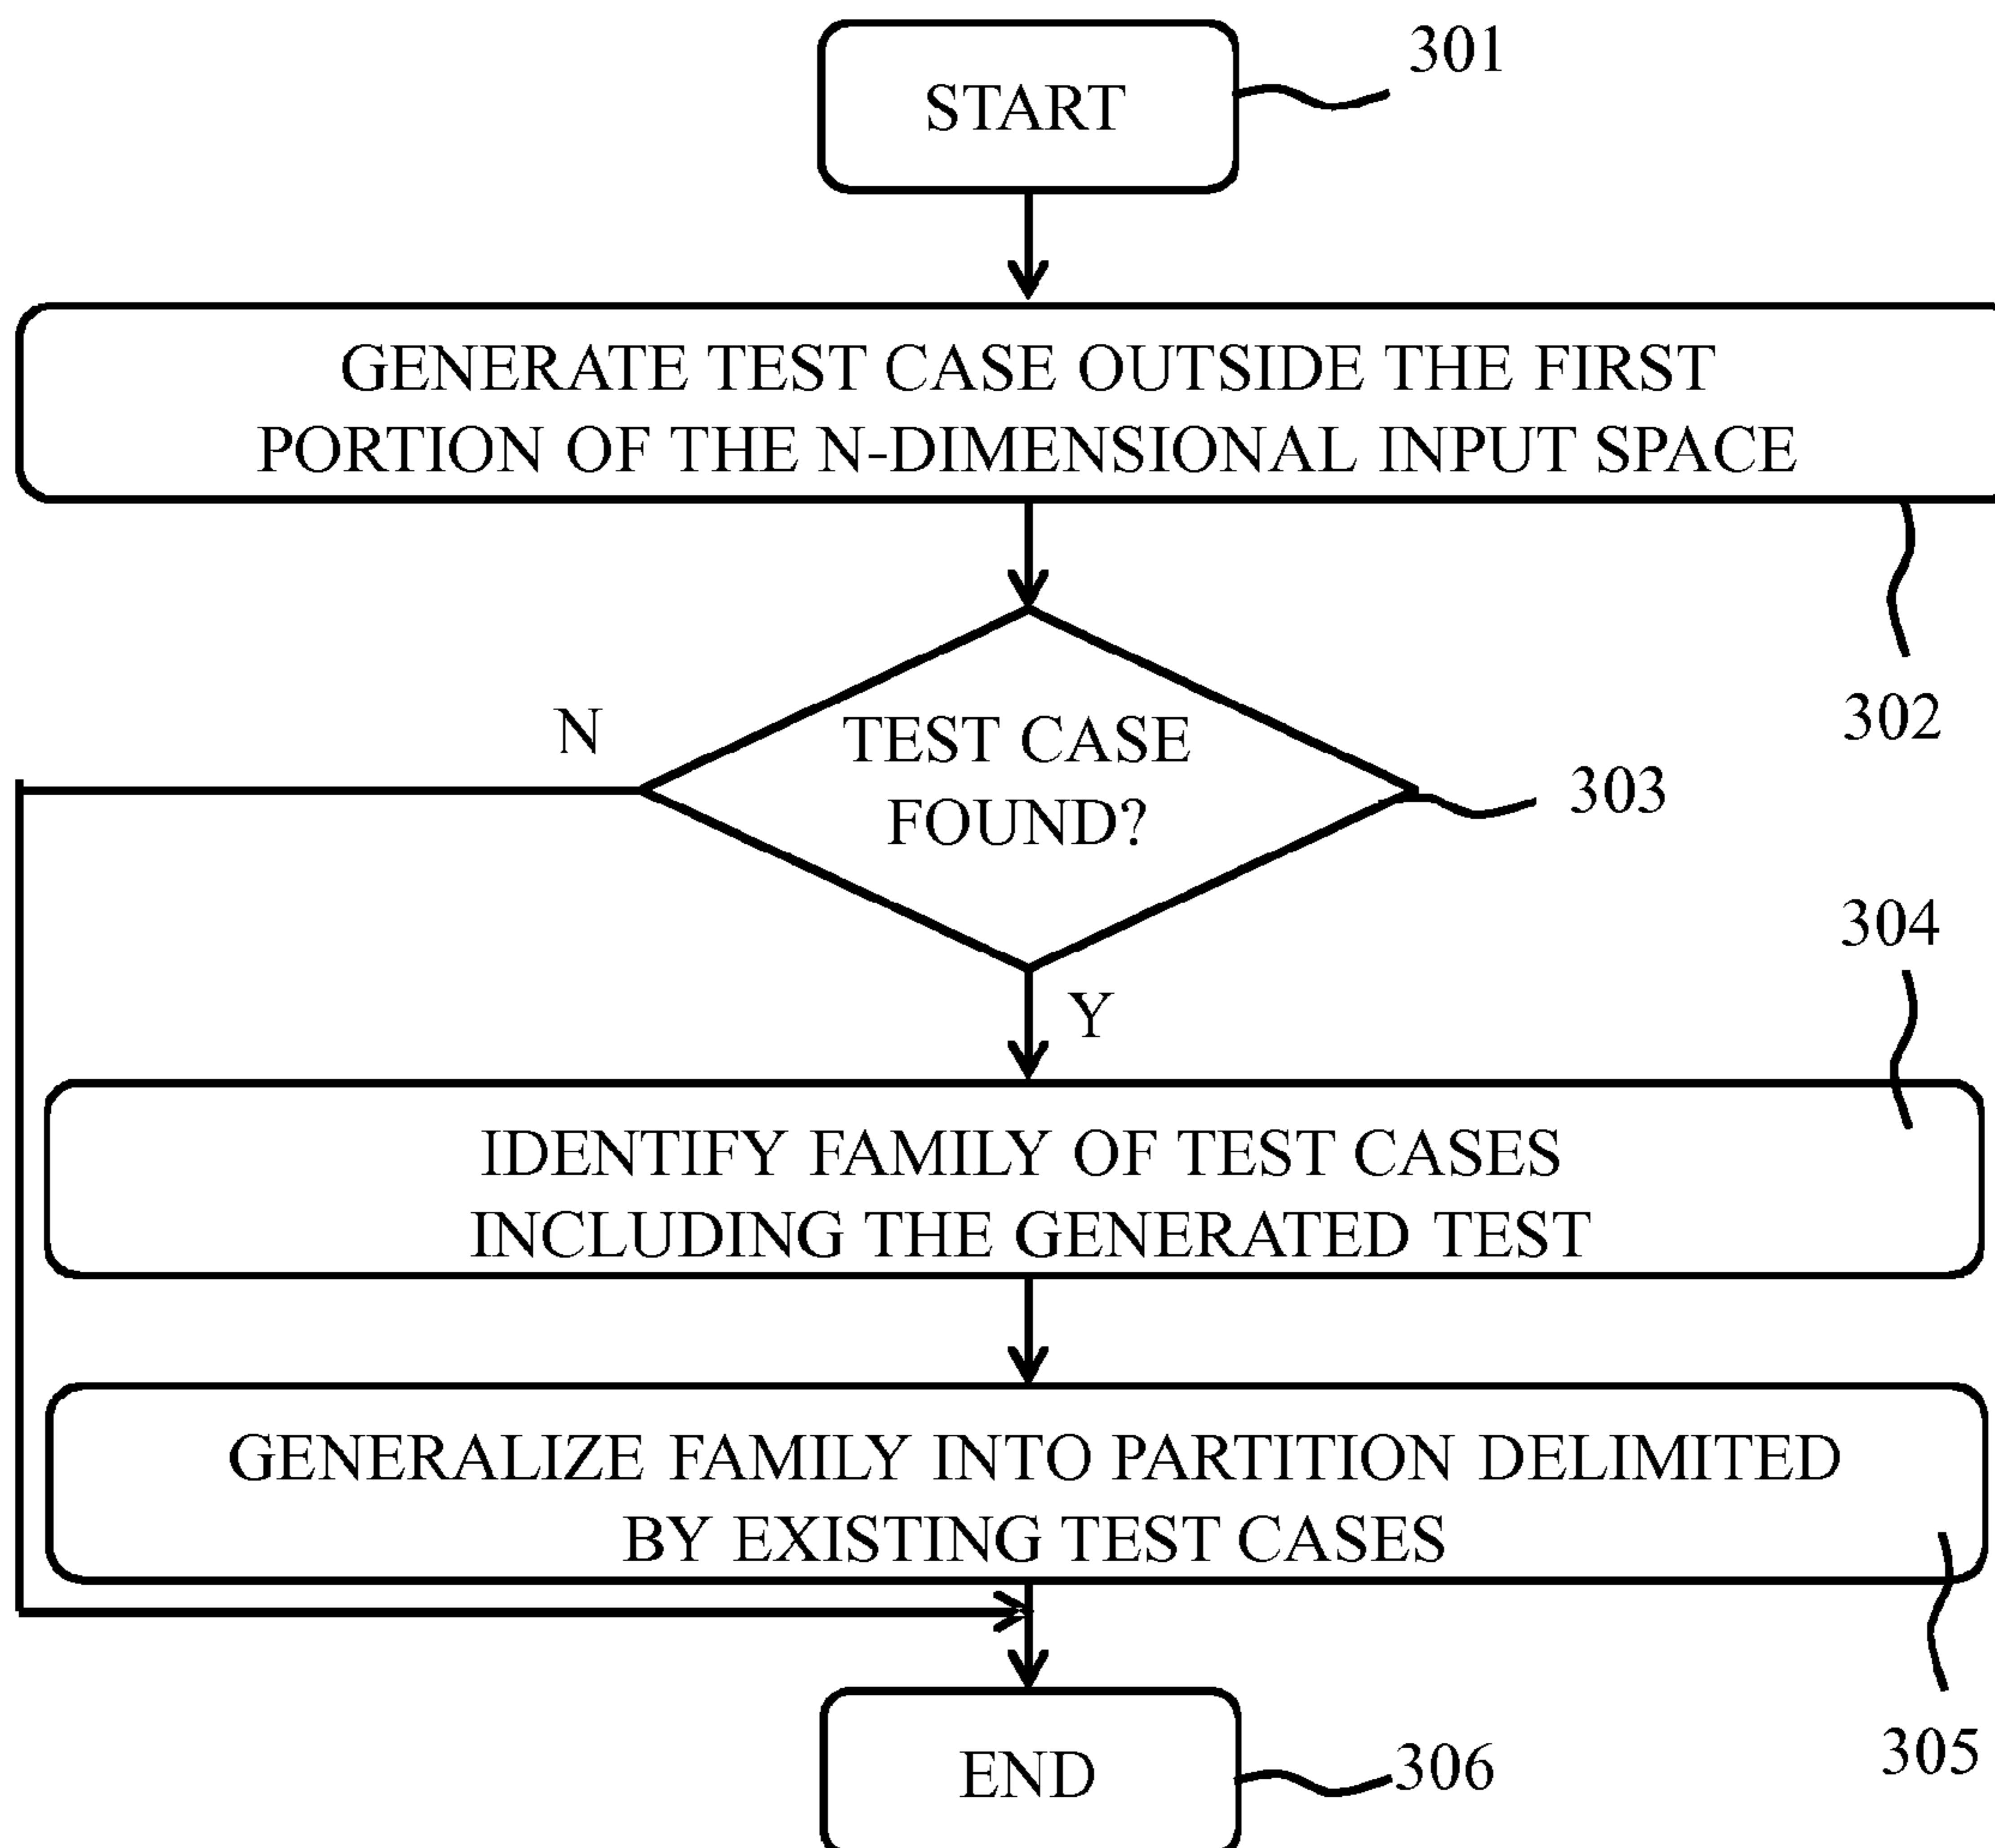 START
301
GENERATE TEST CASE OUTSIDE THE FIRST
PORTION OF THE N-DIMENSIONAL INPUT SPACE
302
N
TEST CASE
FOUND?
303
Y
304
IDENTIFY FAMILY OF TEST CASES
INCLUDING THE GENERATED TEST
GENERALIZE FAMILY INTO PARTITION DELIMITED
BY EXISTING TEST CASES
305
END
306